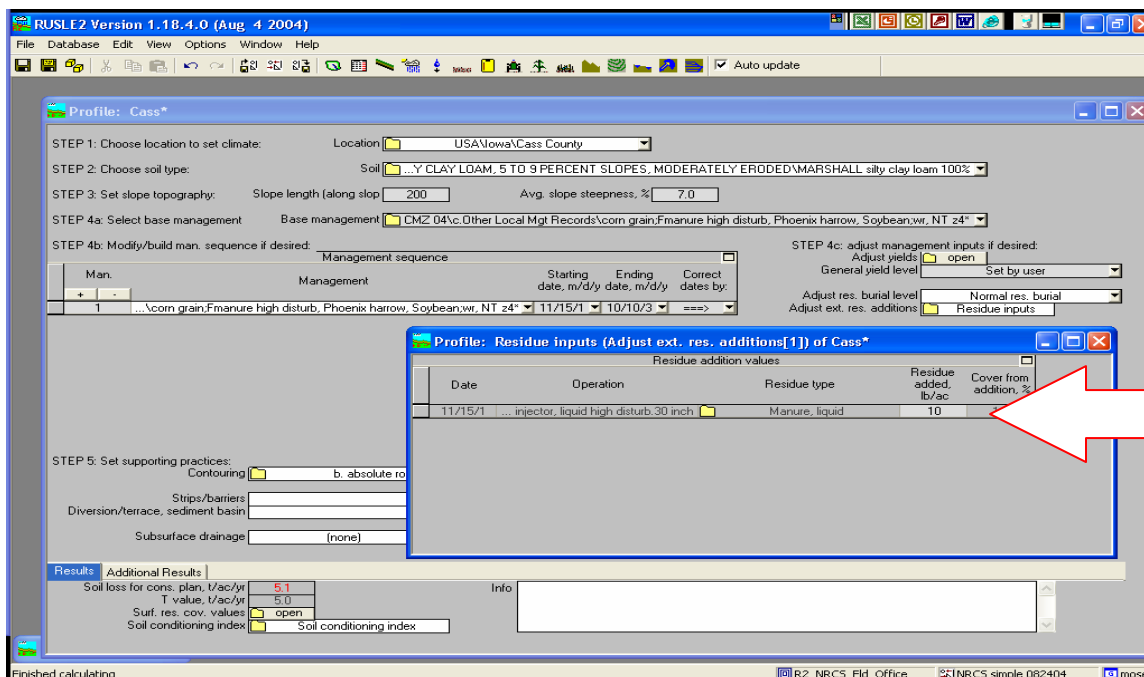 RUSLE2 Version 1.18.4.0 (Aug 4 2004)
File Database Edit View Options Window Help
Auto update
Profile: Cass*
STEP 1: Choose location to set climate: Location USA\Iowa\Cass County
STEP 2: Choose soil type: Soil ...Y CLAY LOAM, 5 TO 9 PERCENT SLOPES, MODERATELY ERODED\MARSHALL silty clay loam 100%
STEP 3: Set slope topography: Slope length (along slop 200 Avg. slope steepness, % 7.0
STEP 4a: Select base management Base management CMZ 04\c.Other Local Mgt Records\corn grain;Fmanure high disturb, Phoenix harrow, Soybean;wr, NT z4*
STEP 4b: Modify/build man. sequence if desired:
Management sequence
Man. Management Starting date, m/d/y Ending date, m/d/y Correct dates by:
+ -
1 ...\corn grain;Fmanure high disturb, Phoenix harrow, Soybean;wr, NT z4* 11/15/1 10/10/3 ===>
STEP 4c: adjust management inputs if desired:
Adjust yields open
General yield level Set by user
Adjust res. burial level Normal res. burial
Adjust ext. res. additions Residue inputs
Profile: Residue inputs (Adjust ext. res. additions[1]) of Cass*
Residue addition values
Date Operation Residue type Residue added, lb/ac Cover from addition, %
11/15/1 ... injector, liquid high disturb.30 inch Manure, liquid 10
STEP 5: Set supporting practices:
Contouring b. absolute ro
Strips/barriers
Diversion/terrace, sediment basin
Subsurface drainage (none)
Results Additional Results
Soil loss for cons. plan, t/ac/yr 5.1
T value, t/ac/yr 5.0
Surf. res. cov. values open
Soil conditioning index Soil conditioning index
Info
Finished calculating R2_NRCS_Fld_Office NRCS simple 082404 mose